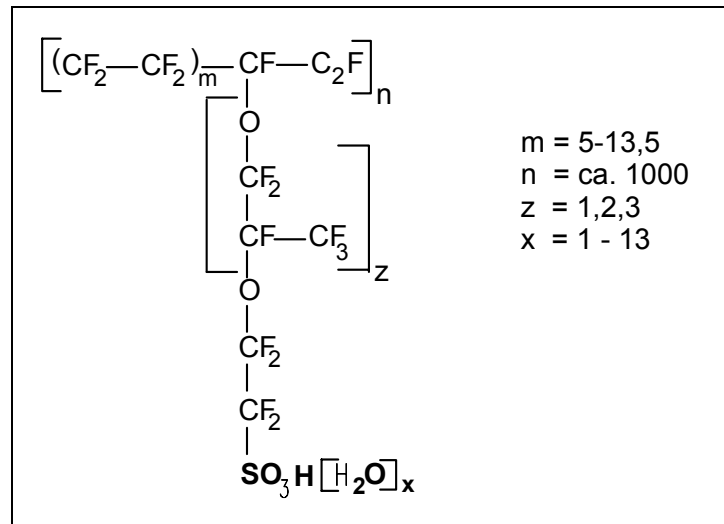 [(CF2—CF2)m—CF—C2F]n
O
CF2
CF—CF3
z
O
CF2
CF2
SO3H[H2O]x
m = 5-13,5
n = ca. 1000
z = 1,2,3
x = 1 - 13